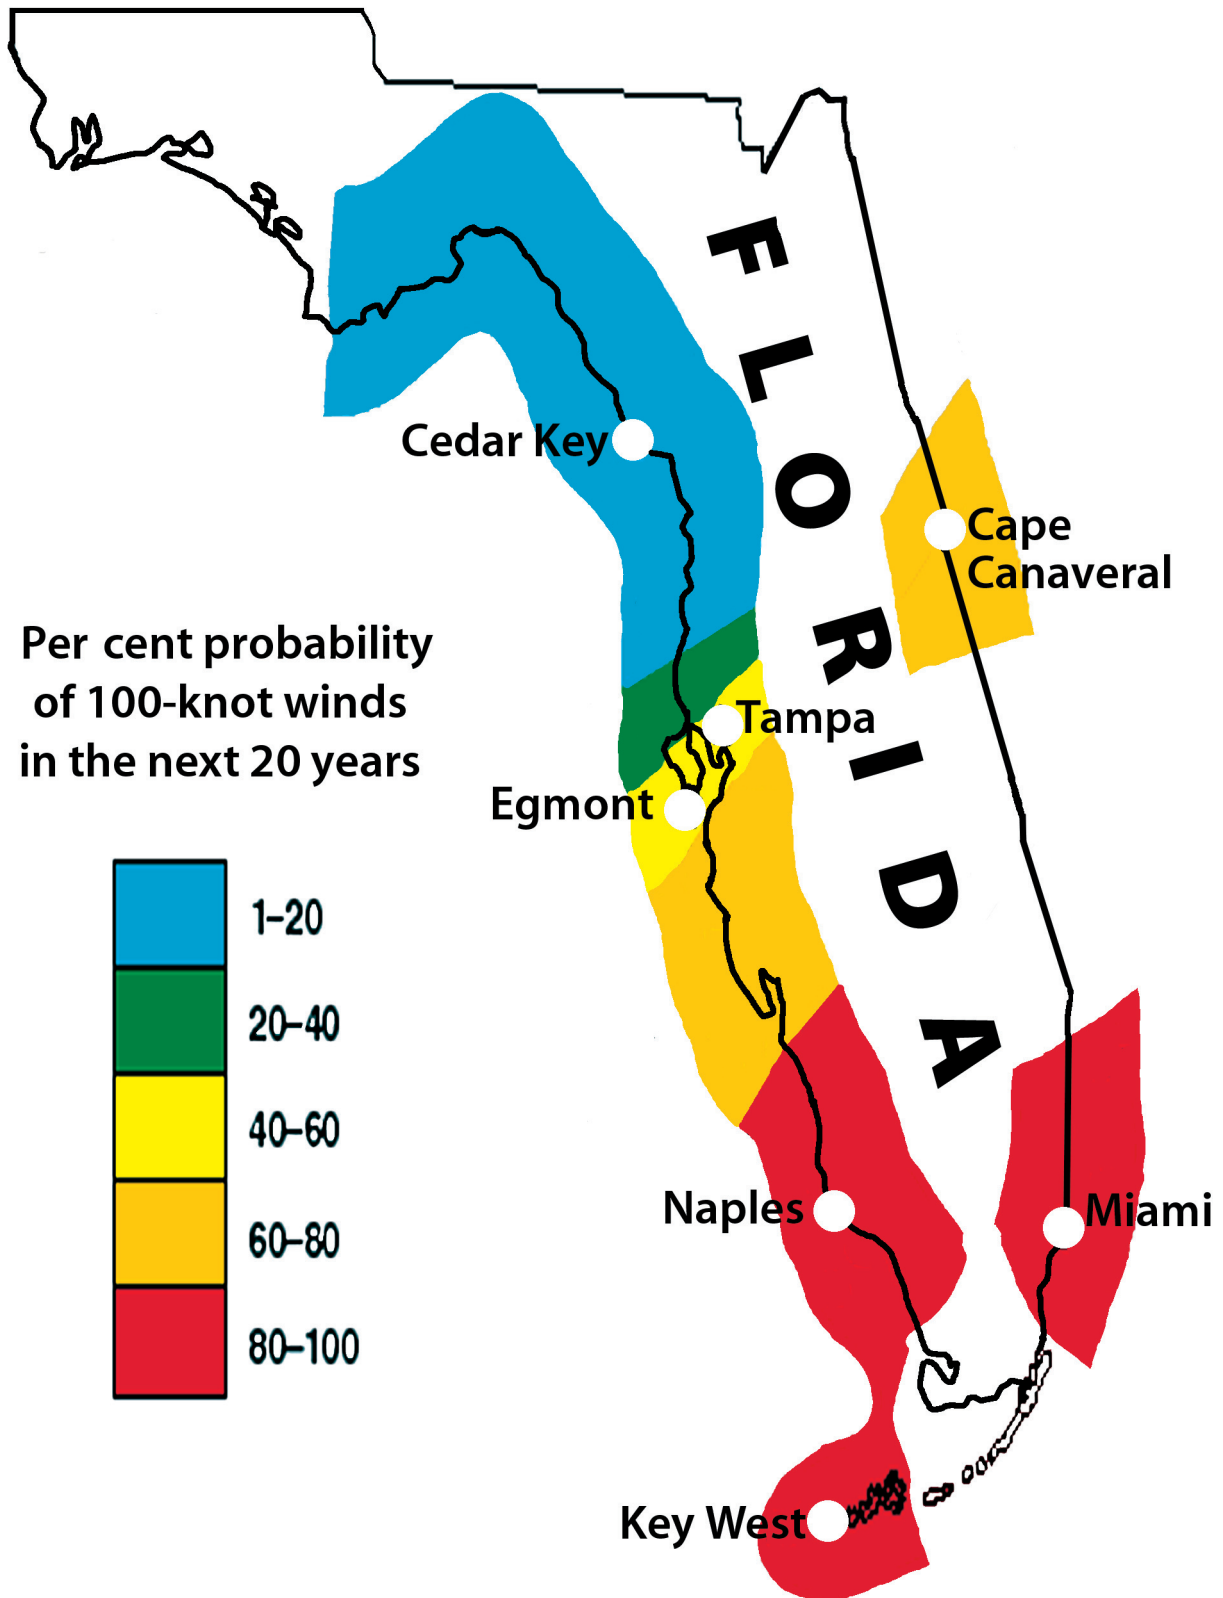 FLORIDA
Cedar Key
Cape
Canaveral
Per cent probability
of 100-knot winds
in the next 20 years
Tampa
Egmont
1–20
20–40
40–60
60–80
80–100
Naples
Miami
Key West